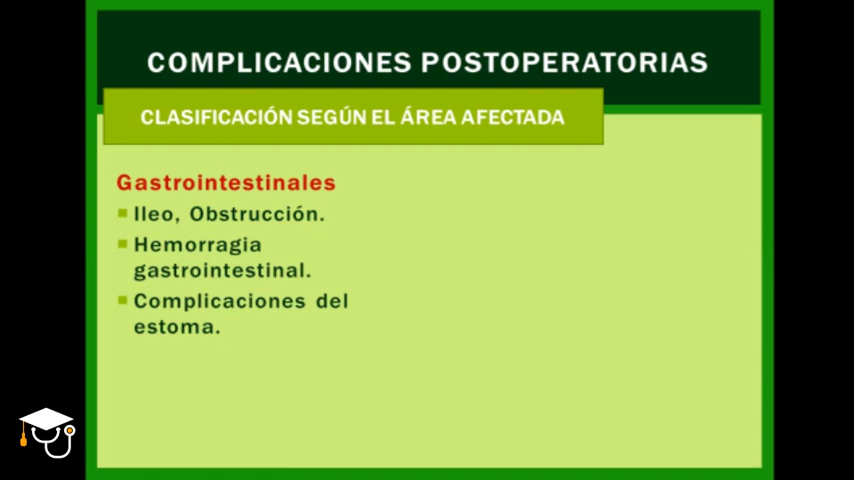 COMPLICACIONES POSTOPERATORIAS
CLASIFICACIÓN SEGÚN EL ÁREA AFECTADA
Gastrointestinales
Ileo, Obstrucción.
Hemorragia
gastrointestinal.
Complicaciones del
estoma.